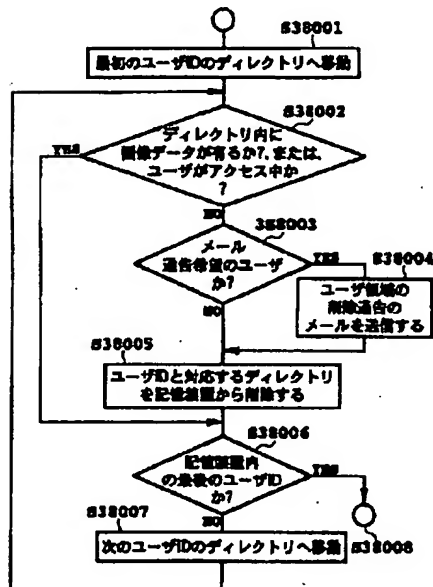 S38001
最初のユーザIDのディレクトリへ移動
S38002
ディレクトリ内に
画像データが有るか?,または,
ユーザがアクセス中か
?
YES
NO
S38003
メール
通告希望のユーザ
か?
YES
S38004
ユーザ領域の
削除通告の
メールを送信する
NO
S38005
ユーザIDと対応するディレクトリ
を記憶装置から削除する
S38006
記憶装置内
の最後のユーザID
か?
YES
NO
S38007
次のユーザIDのディレクトリへ移動
S38008